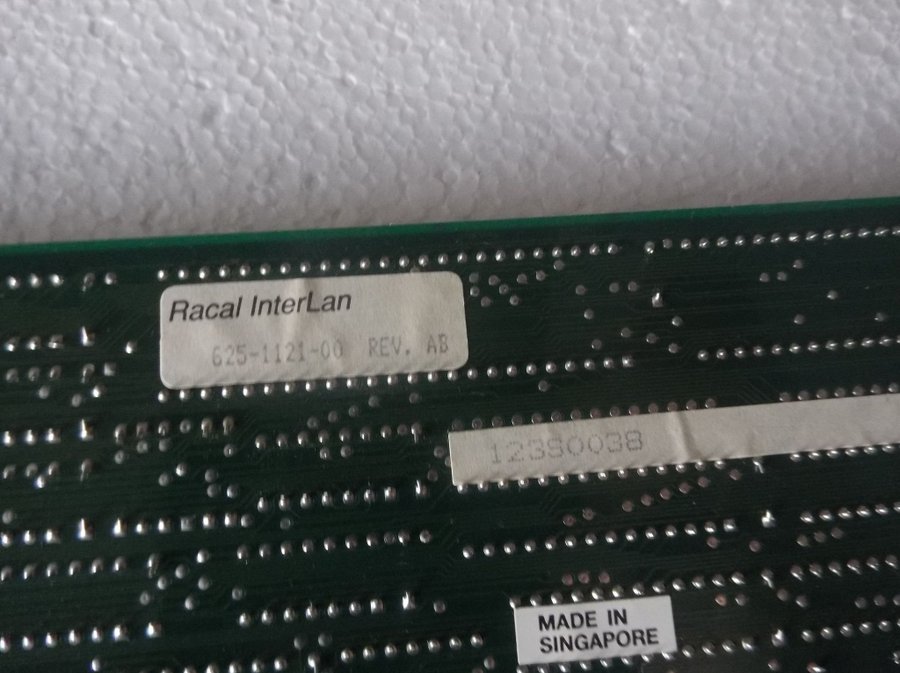 Racal InterLan
625-1121-00 REV. AB
12380038
MADE IN
SINGAPORE